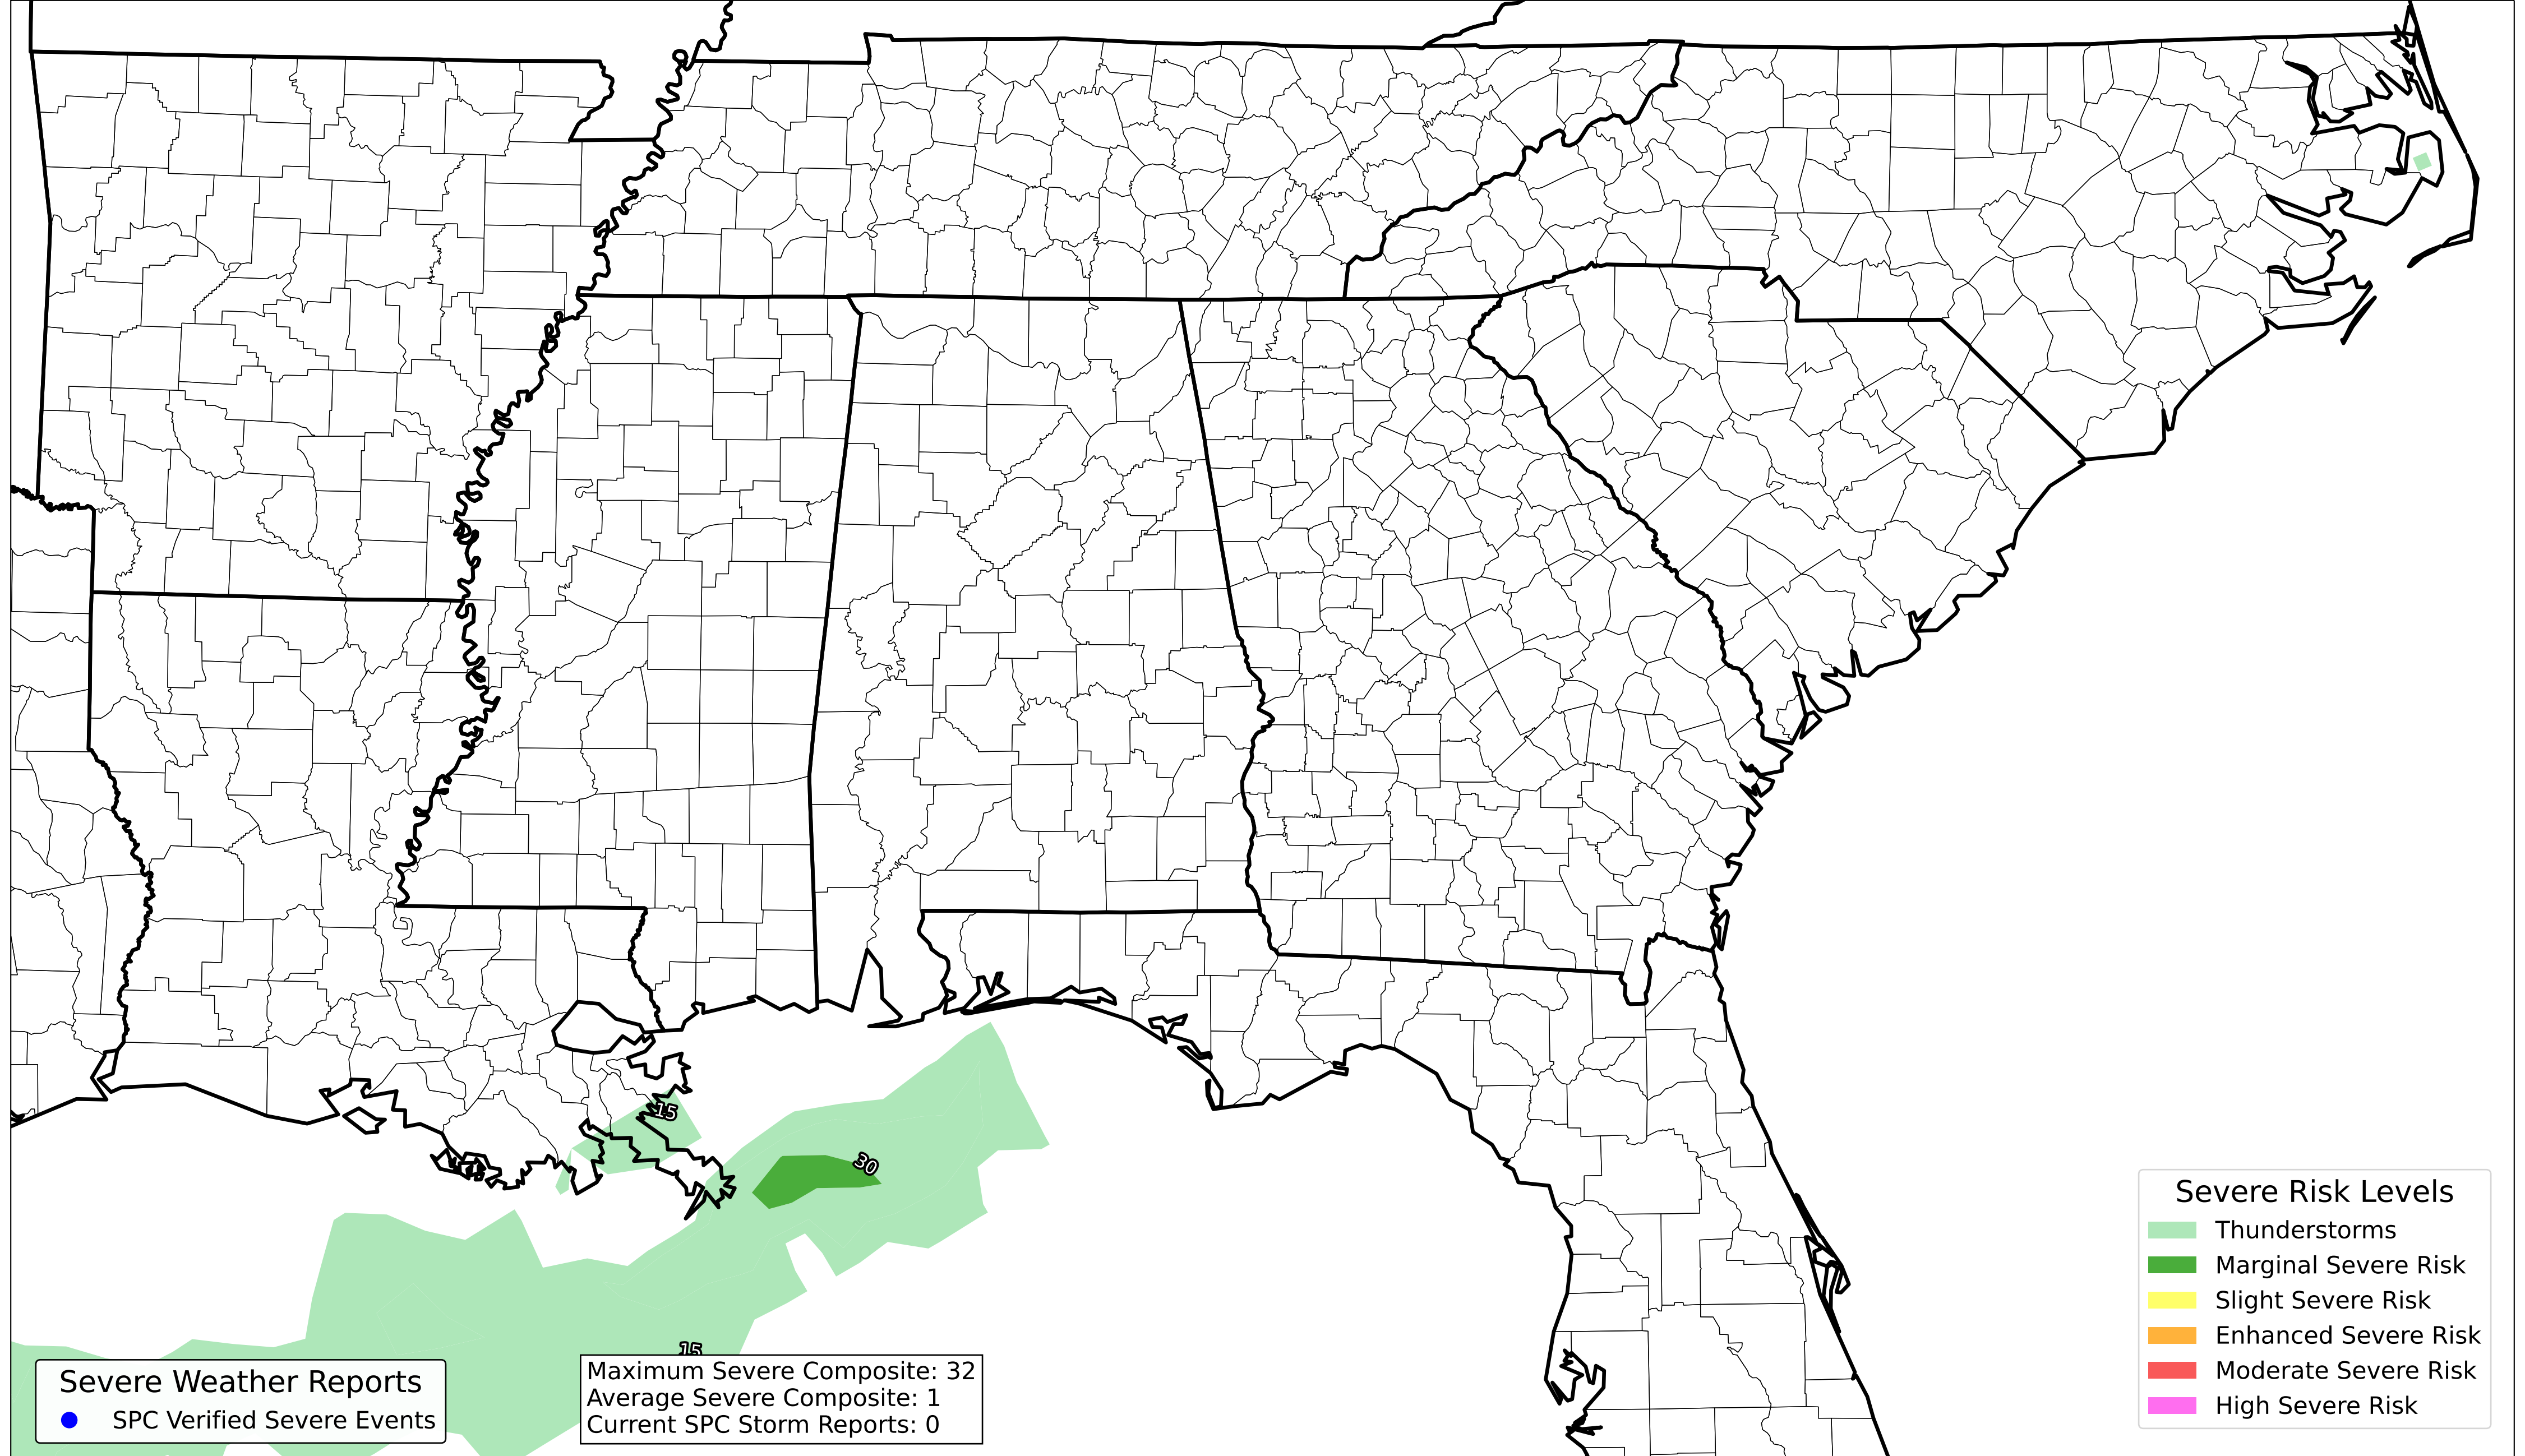 15
30
15
Severe Weather Reports
SPC Verified Severe Events
Maximum Severe Composite: 32
Average Severe Composite: 1
Current SPC Storm Reports: 0
Severe Risk Levels
Thunderstorms
Marginal Severe Risk
Slight Severe Risk
Enhanced Severe Risk
Moderate Severe Risk
High Severe Risk